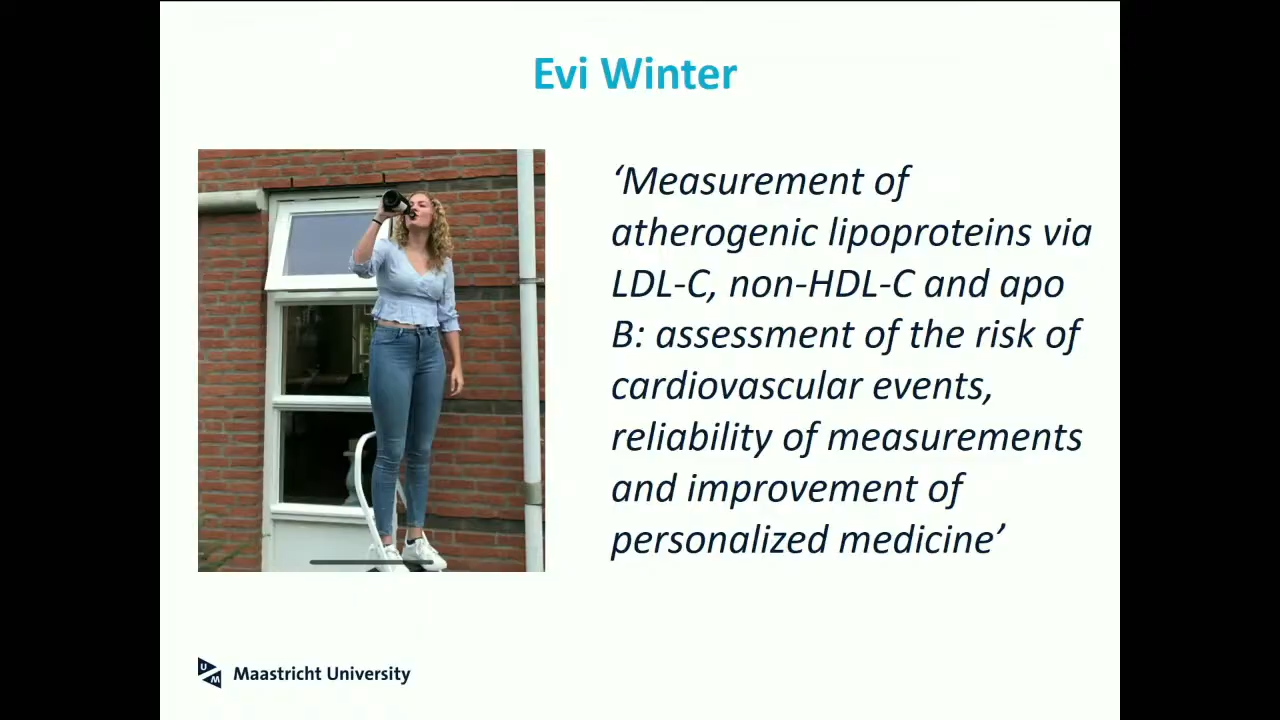 Evi Winter
‘Measurement of
atherogenic lipoproteins via
LDL-C, non-HDL-C and apo
B: assessment of the risk of
cardiovascular events,
reliability of measurements
and improvement of
personalized medicine’
UM Maastricht University